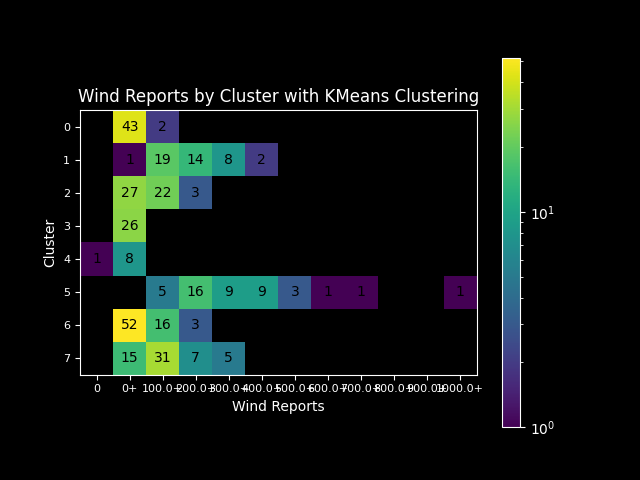 Wind Reports by Cluster with KMeans Clustering
Cluster
0 43 2
1 1 19 14 8 2
2 27 22 3
3 26
4 1 8
5 5 16 9 9 3 1 1 1
6 52 16 3
7 15 31 7 5
0 0+ 100.0+ 200.0+ 300.0+ 400.0+ 500.0+ 600.0+ 700.0+ 800.0+ 900.0+ 1000.0+
Wind Reports
10¹
10⁰